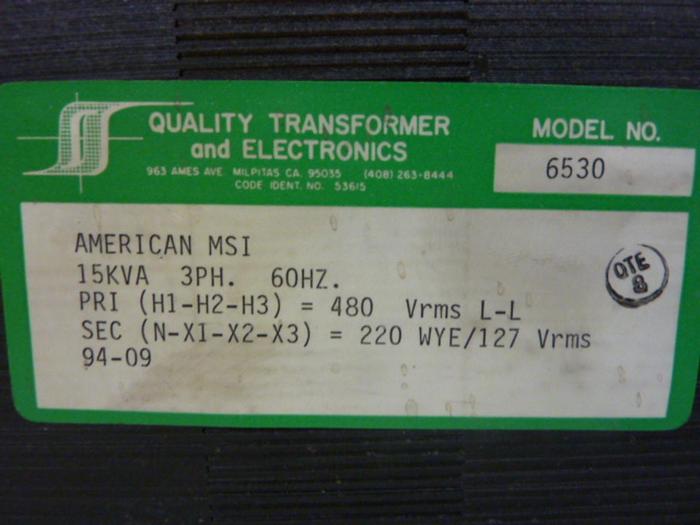 QUALITY TRANSFORMER
and ELECTRONICS
963 AMES AVE. MILPITAS CA. 95035 (408) 263-8444
CODE IDENT. NO. 53615
MODEL NO.
6530
AMERICAN MSI
15KVA 3PH. 60HZ.
PRI (H1-H2-H3) = 480 Vrms L-L
SEC (N-X1-X2-X3) = 220 WYE/127 Vrms
94-09
QTE
8